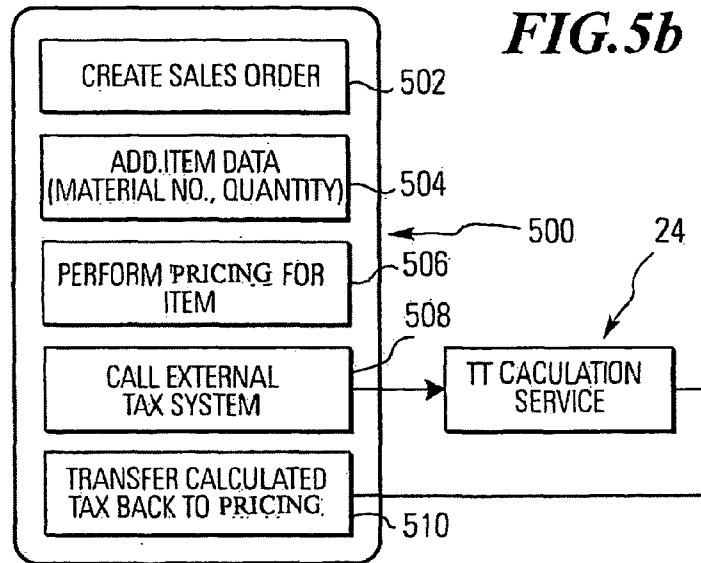 FIG.5b
CREATE SALES ORDER
502
ADD.ITEM DATA
(MATERIAL NO., QUANTITY)
504
500
24
PERFORM PRICING FOR
ITEM
506
508
CALL EXTERNAL
TAX SYSTEM
TT CACULATION
SERVICE
TRANSFER CALCULATED
TAX BACK TO PRICING
510